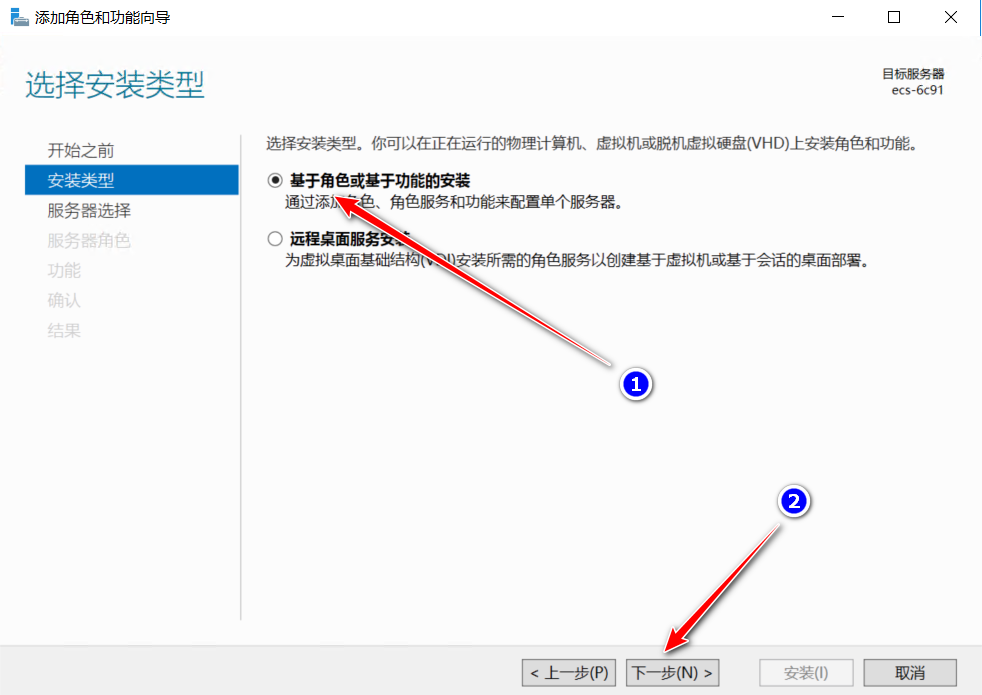 添加角色和功能向导
选择安装类型
目标服务器
ecs-6c91
开始之前
安装类型
服务器选择
服务器角色
功能
确认
结果
选择安装类型。你可以在正在运行的物理计算机、虚拟机或脱机虚拟硬盘(VHD)上安装角色和功能。
基于角色或基于功能的安装
通过添加角色、角色服务和功能来配置单个服务器。
远程桌面服务安装
为虚拟桌面基础结构(VDI)安装所需的角色服务以创建基于虚拟机或基于会话的桌面部署。
1
2
< 上一步(P)
下一步(N) >
安装(I)
取消